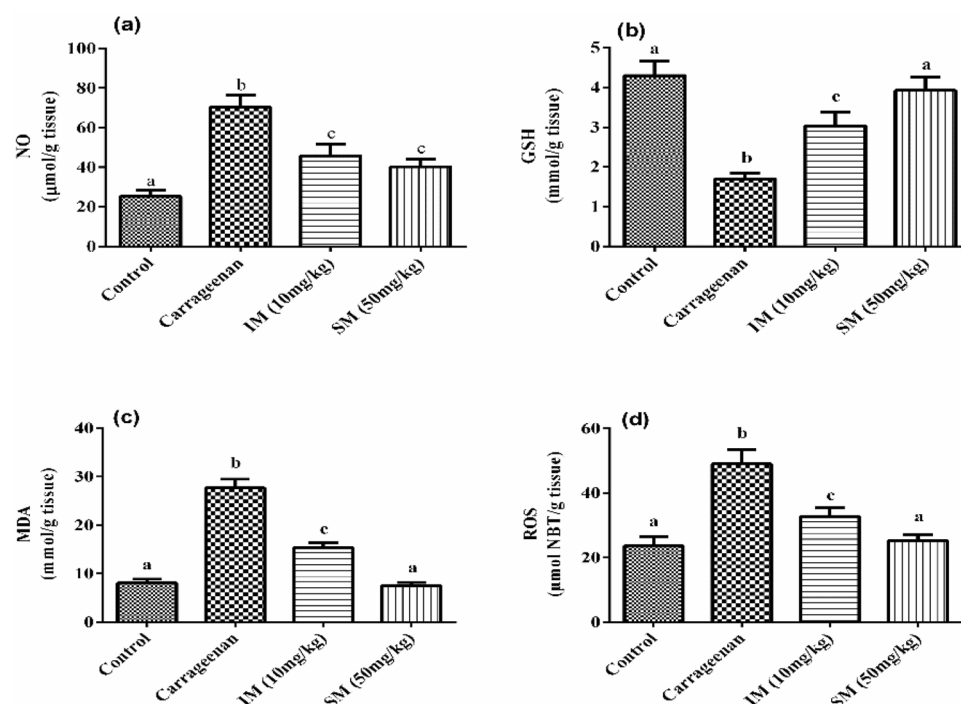 (a)
NO
(µmol/g tissue)
100
80
60
40
20
0
a
b
c
c
Control
Carrageenan
IM (10mg/kg)
SM (50mg/kg)
(b)
GSH
(mmol/g tissue)
5
4
3
2
1
0
a
b
c
a
Control
Carrageenan
IM (10mg/kg)
SM (50mg/kg)
(c)
MDA
(mmol/g tissue)
40
30
20
10
0
a
b
c
a
Control
Carrageenan
IM (10mg/kg)
SM (50mg/kg)
(d)
ROS
(µmol NBT/g tissue)
60
40
20
0
a
b
c
a
Control
Carrageenan
IM (10mg/kg)
SM (50mg/kg)